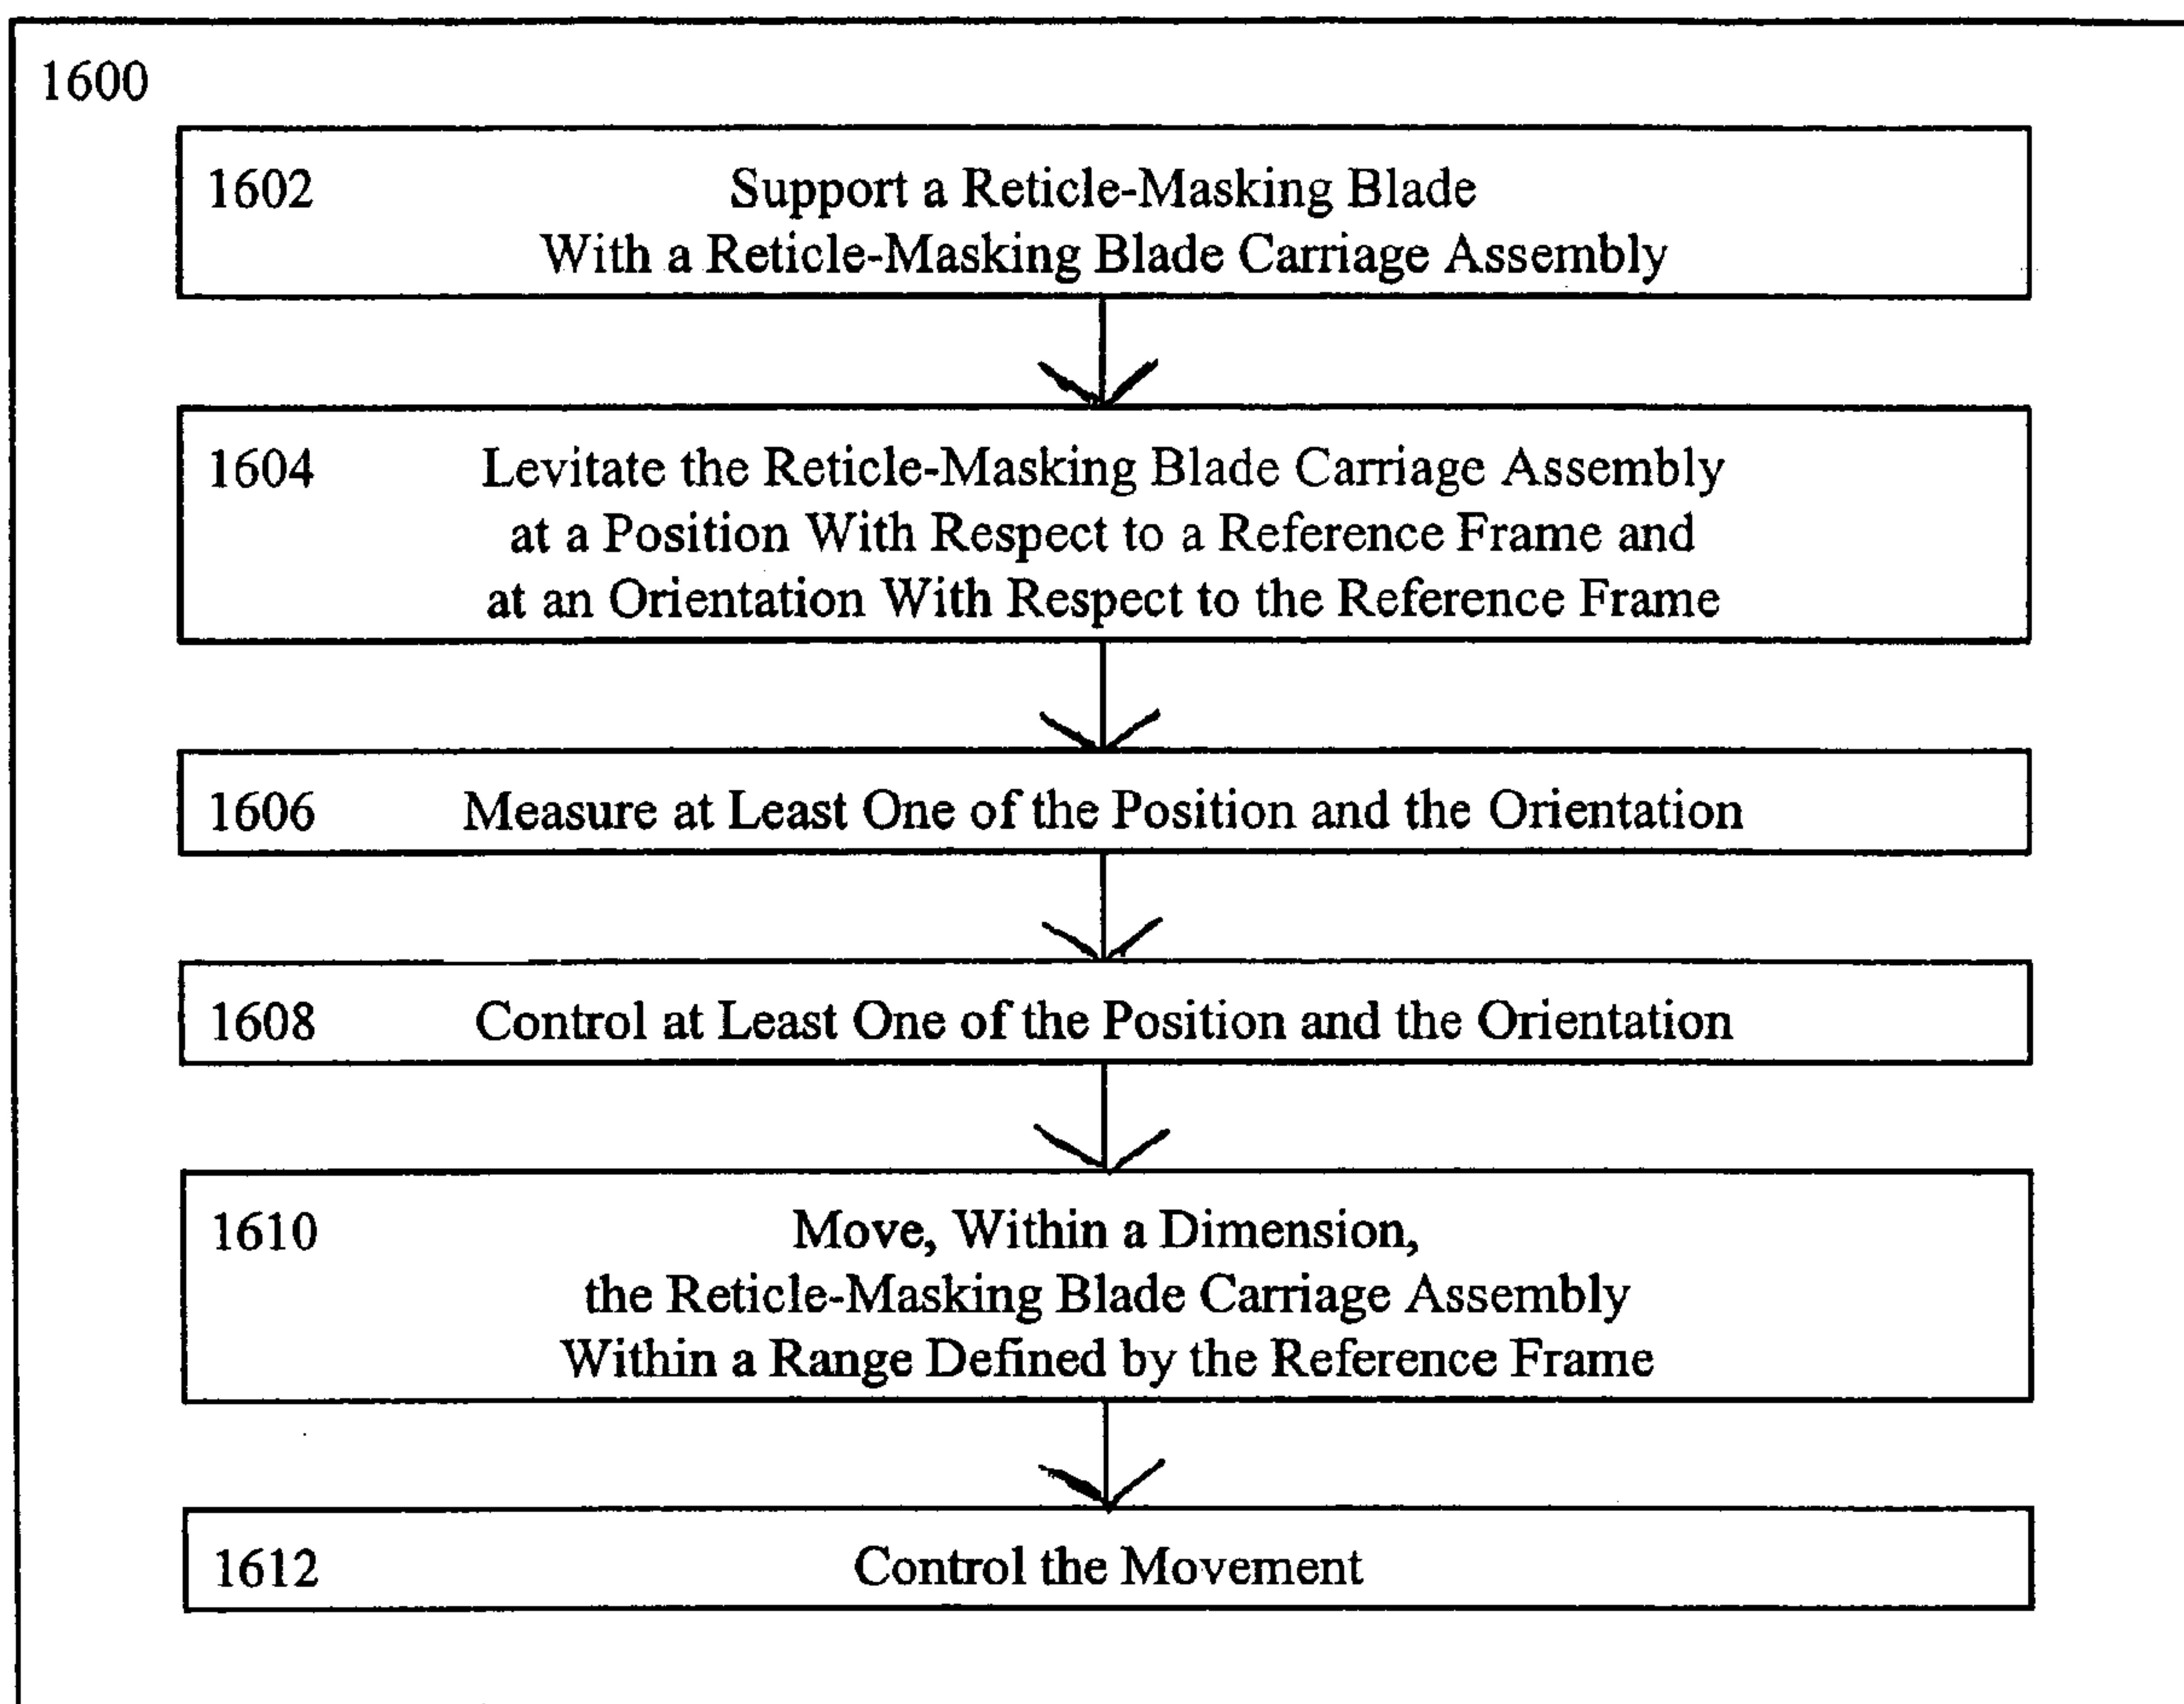 1600
1602 Support a Reticle-Masking Blade
With a Reticle-Masking Blade Carriage Assembly
1604 Levitate the Reticle-Masking Blade Carriage Assembly
at a Position With Respect to a Reference Frame and
at an Orientation With Respect to the Reference Frame
1606 Measure at Least One of the Position and the Orientation
1608 Control at Least One of the Position and the Orientation
1610 Move, Within a Dimension,
the Reticle-Masking Blade Carriage Assembly
Within a Range Defined by the Reference Frame
1612 Control the Movement